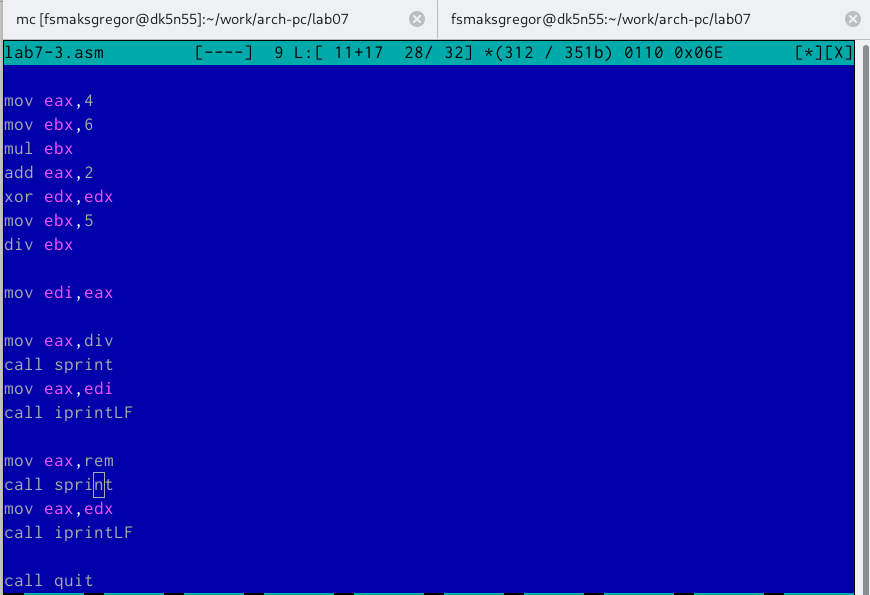 mc [fsmaksgregor@dk5n55]:~/work/arch-pc/lab07 fsmaksgregor@dk5n55:~/work/arch-pc/lab07
lab7-3.asm [----] 9 L:[ 11+17 28/ 32] *(312 / 351b) 0110 0x06E [*][X]
mov eax,4
mov ebx,6
mul ebx
add eax,2
xor edx,edx
mov ebx,5
div ebx
mov edi,eax
mov eax,div
call sprint
mov eax,edi
call iprintLF
mov eax,rem
call sprint
mov eax,edx
call iprintLF
call quit